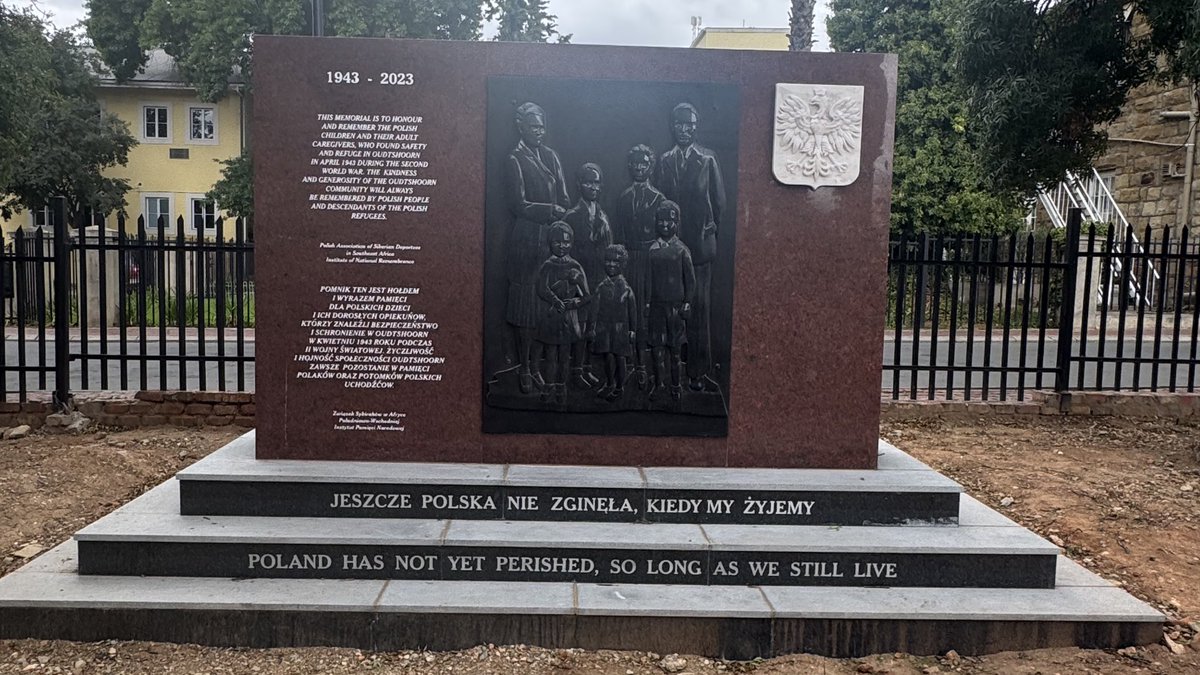 1943 - 2023
THIS MEMORIAL IS TO HONOUR
AND REMEMBER THE POLISH
CHILDREN AND THEIR ADULT
CAREGIVERS, WHO FOUND SAFETY
AND REFUGE IN OUDTSHOORN
IN APRIL 1943 DURING THE SECOND
WORLD WAR. THE KINDNESS
AND GENEROSITY OF THE OUDTSHOORN
COMMUNITY WILL ALWAYS
BE REMEMBERED BY POLISH PEOPLE
AND DESCENDANTS OF THE POLISH
REFUGEES.
Polish Association of Siberian Deportees
in Southeast Africa
Institute of National Remembrance
POMNIK TEN JEST HOŁDEM
I WYRAZEM PAMIĘCI
DLA POLSKICH DZIECI
I ICH DOROSŁYCH OPIEKUNÓW,
KTÓRZY ZNALEŹLI BEZPIECZEŃSTWO
I SCHRONIENIE W OUDTSHOORN
W KWIETNIU 1943 ROKU PODCZAS
II WOJNY ŚWIATOWEJ. ŻYCZLIWOŚĆ
I HOJNOŚĆ SPOŁECZNOŚCI OUDTSHOORN
ZAWSZE POZOSTANIE W PAMIĘCI
POLAKÓW ORAZ POTOMKÓW POLSKICH
UCHODŹCÓW.
Związek Sybiraków w Afryce
Południowo-Wschodniej
Instytut Pamięci Narodowej
JESZCZE POLSKA NIE ZGINĘŁA, KIEDY MY ŻYJEMY
POLAND HAS NOT YET PERISHED, SO LONG AS WE STILL LIVE